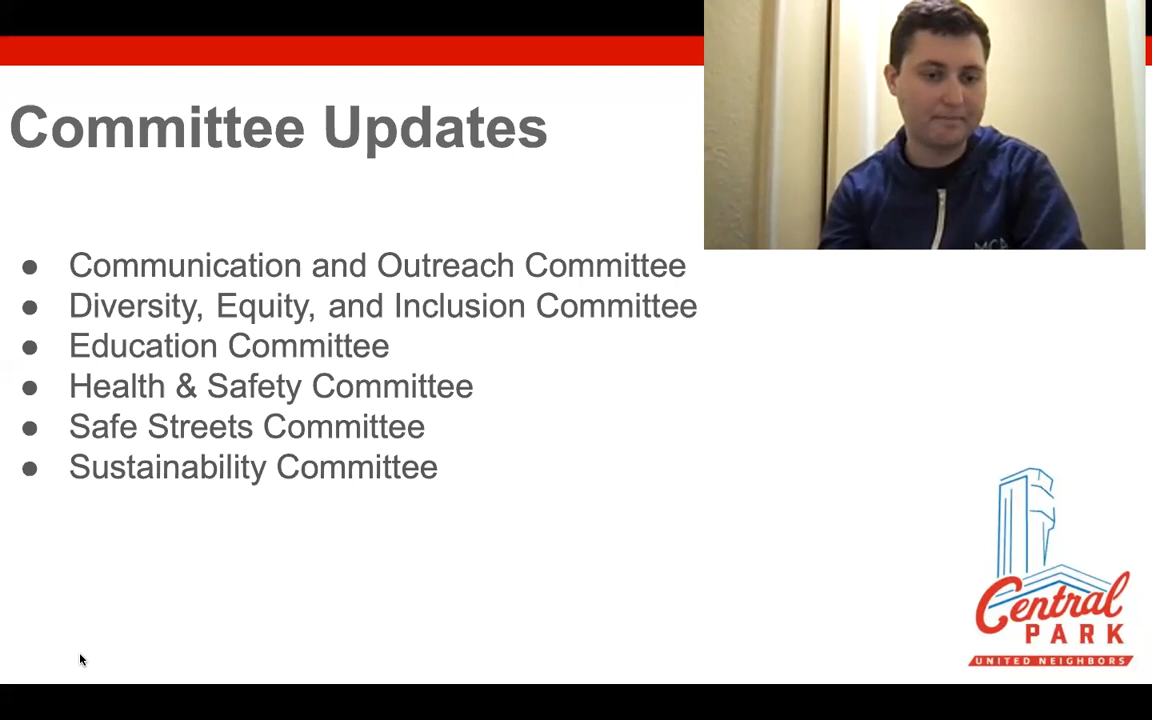 Committee Updates
MCA
● Communication and Outreach Committee
● Diversity, Equity, and Inclusion Committee
● Education Committee
● Health & Safety Committee
● Safe Streets Committee
● Sustainability Committee
Central
PARK
UNITED NEIGHBORS